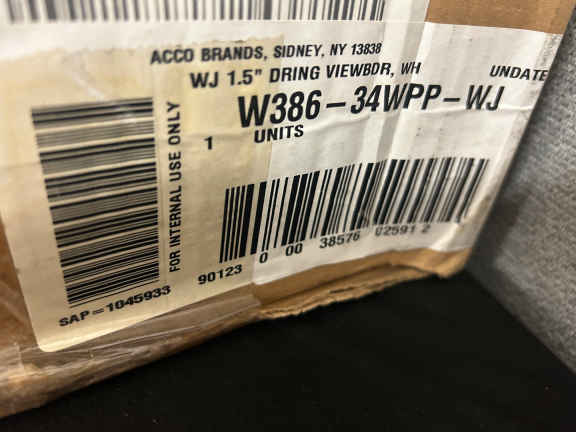 ACCO BRANDS, SIDNEY, NY 13838
WJ 1.5" DRING VIEWBDR, WH UNDATE
W386-34WPP-WJ
1 UNITS
FOR INTERNAL USE ONLY
90123 0 00 38576 02591 2
SAP=1045933